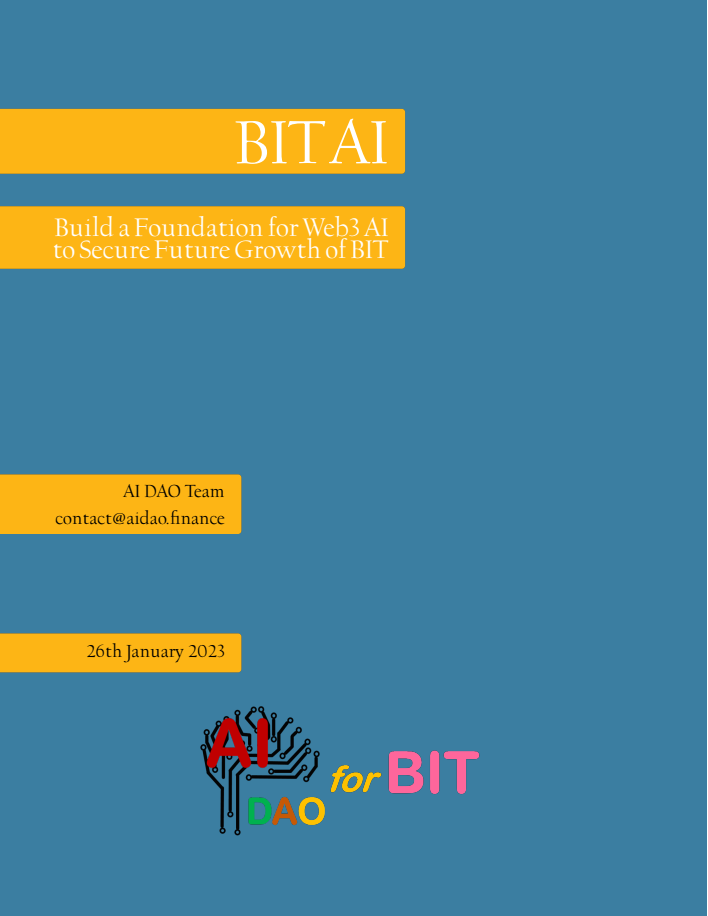 BIT AI
Build a Foundation for Web3 AI
to Secure Future Growth of BIT
AI DAO Team
contact@aidao.finance
26th January 2023
AI
DAO
for BIT